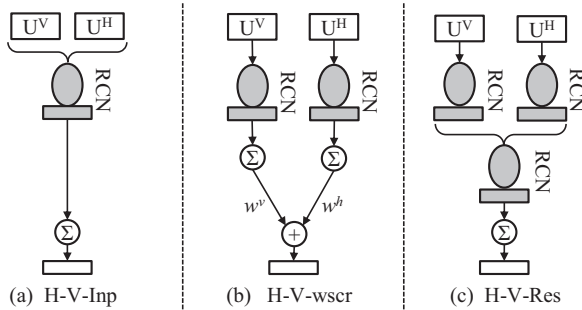 U^V U^H
RCN
Σ
(a) H-V-Inp
U^V U^H
RCN RCN
Σ Σ
w^v w^h
+
(b) H-V-wscr
U^V U^H
RCN RCN
RCN
Σ
(c) H-V-Res